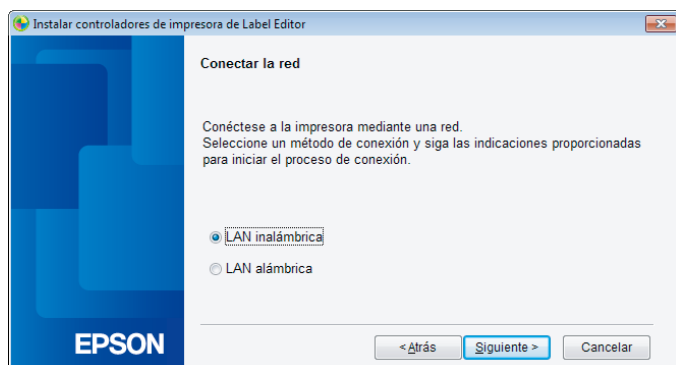 Instalar controladores de impresora de Label Editor
Conectar la red
Conéctese a la impresora mediante una red.
Seleccione un método de conexión y siga las indicaciones proporcionadas
para iniciar el proceso de conexión.
LAN inalámbrica
LAN alámbrica
EPSON
< Atrás
Siguiente >
Cancelar